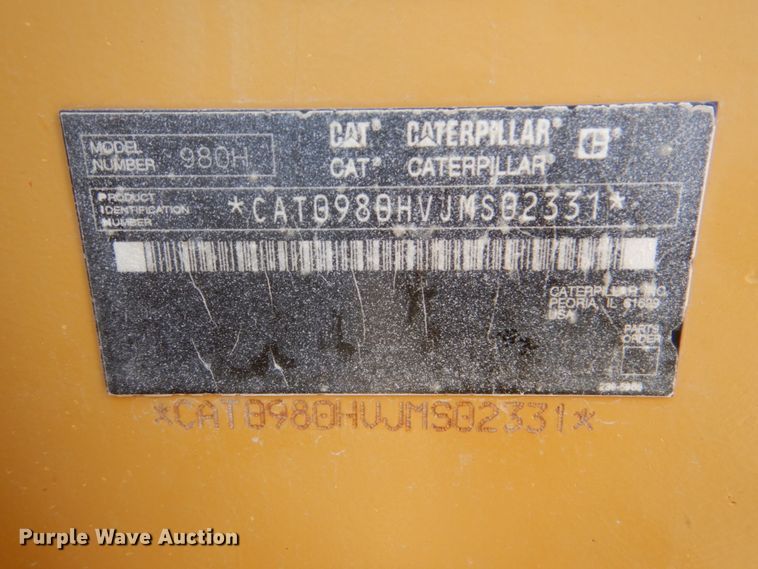 MODEL NUMBER 980H
CAT® CATERPILLAR®
CAT® CATERPILLAR®
PRODUCT IDENTIFICATION NUMBER
*CAT0980HVJMS02331*
CATERPILLAR INC.
PEORIA, IL 61629
USA
PARTS ORDER
*CAT0980HVJMS02331*
Purple Wave Auction